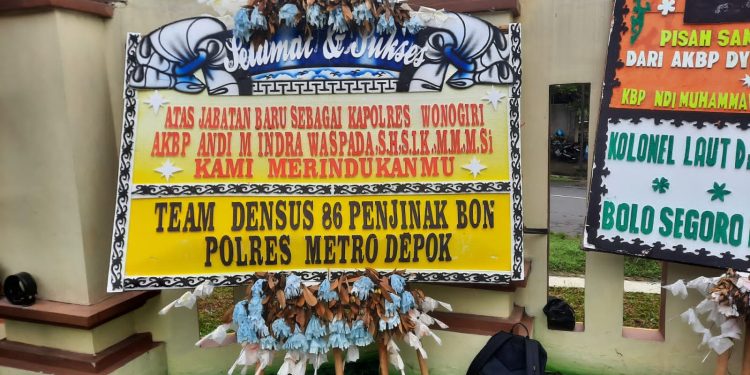 Selamat & Sukses
ATAS JABATAN BARU SEBAGAI KAPOLRES WONOGIRI
AKBP ANDI M INDRA WASPADA.S.H.S.I.K.,M.M.M.Si
KAMI MERINDUKANMU
TEAM DENSUS 86 PENJINAK BON
POLRES METRO DEPOK
PISAH SAM
DARI AKBP DY
KBP NDI MUHAMMA
KOLONEL LAUT D
BOLO SEGORO